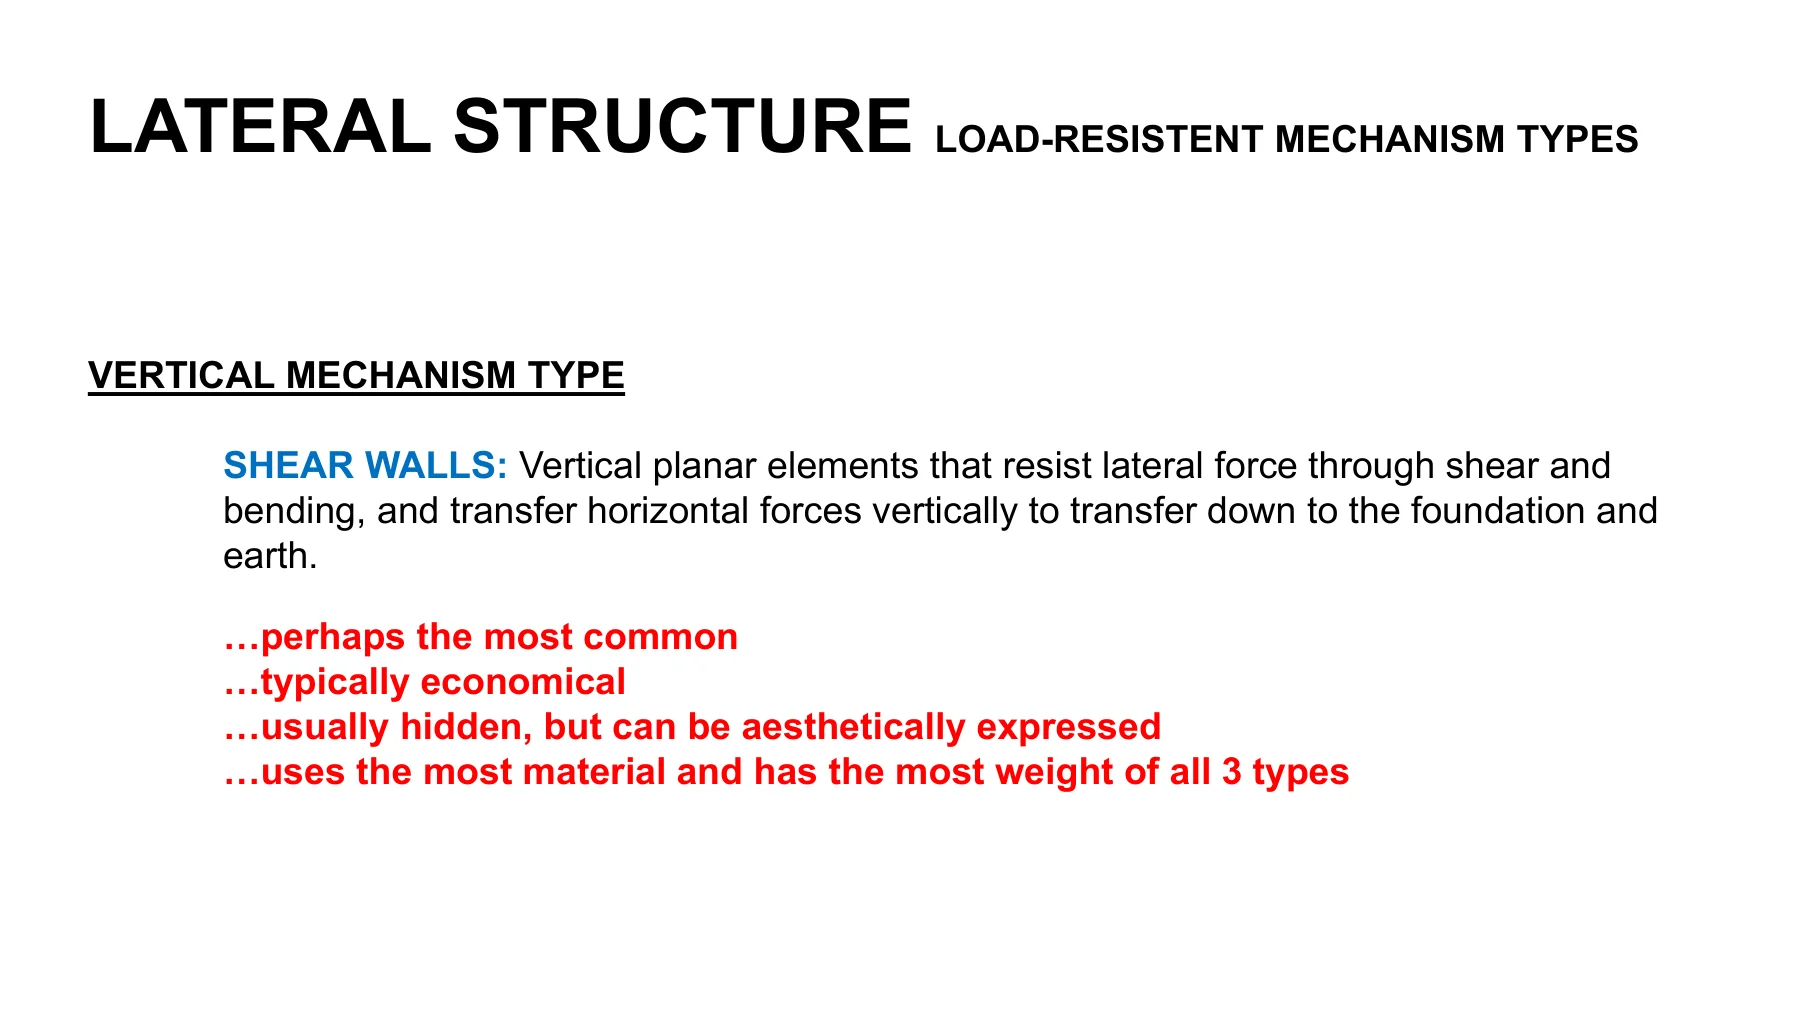 LATERAL STRUCTURE LOAD-RESISTENT MECHANISM TYPES
VERTICAL MECHANISM TYPE
SHEAR WALLS: Vertical planar elements that resist lateral force through shear and
bending, and transfer horizontal forces vertically to transfer down to the foundation and
earth.
…perhaps the most common
…typically economical
…usually hidden, but can be aesthetically expressed
…uses the most material and has the most weight of all 3 types